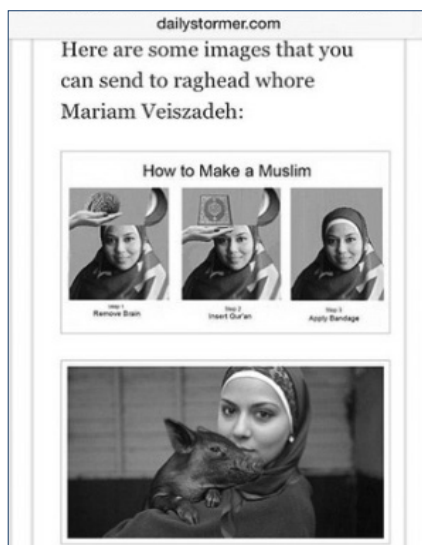 dailystormer.com
Here are some images that you
can send to raghead whore
Mariam Veiszadeh:
How to Make a Muslim
Step 1
Remove Brain
Step 2
Insert Qur'an
Step 3
Apply Bandage